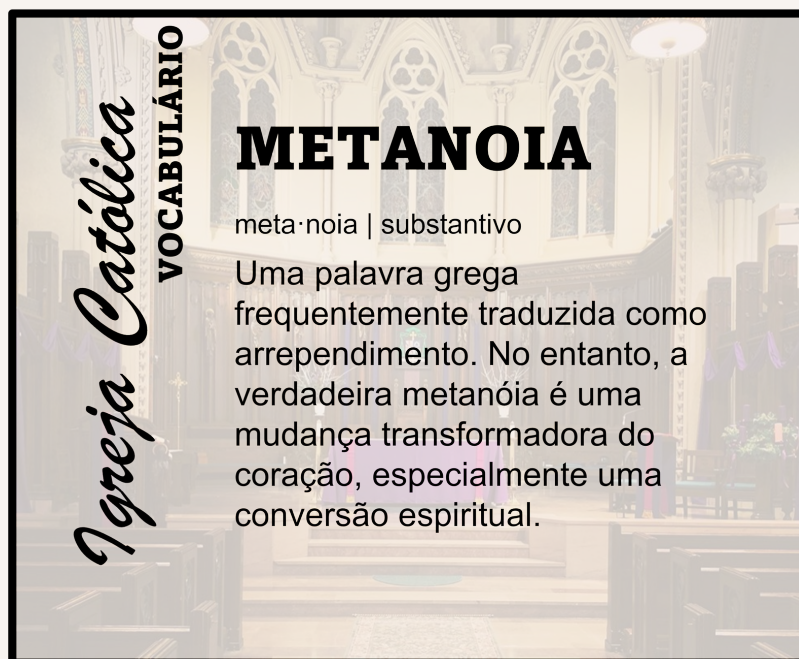 Igreja Católica
VOCABULÁRIO
METANOIA
meta·noia | substantivo
Uma palavra grega
frequentemente traduzida como
arrependimento. No entanto, a
verdadeira metanóia é uma
mudança transformadora do
coração, especialmente uma
conversão espiritual.